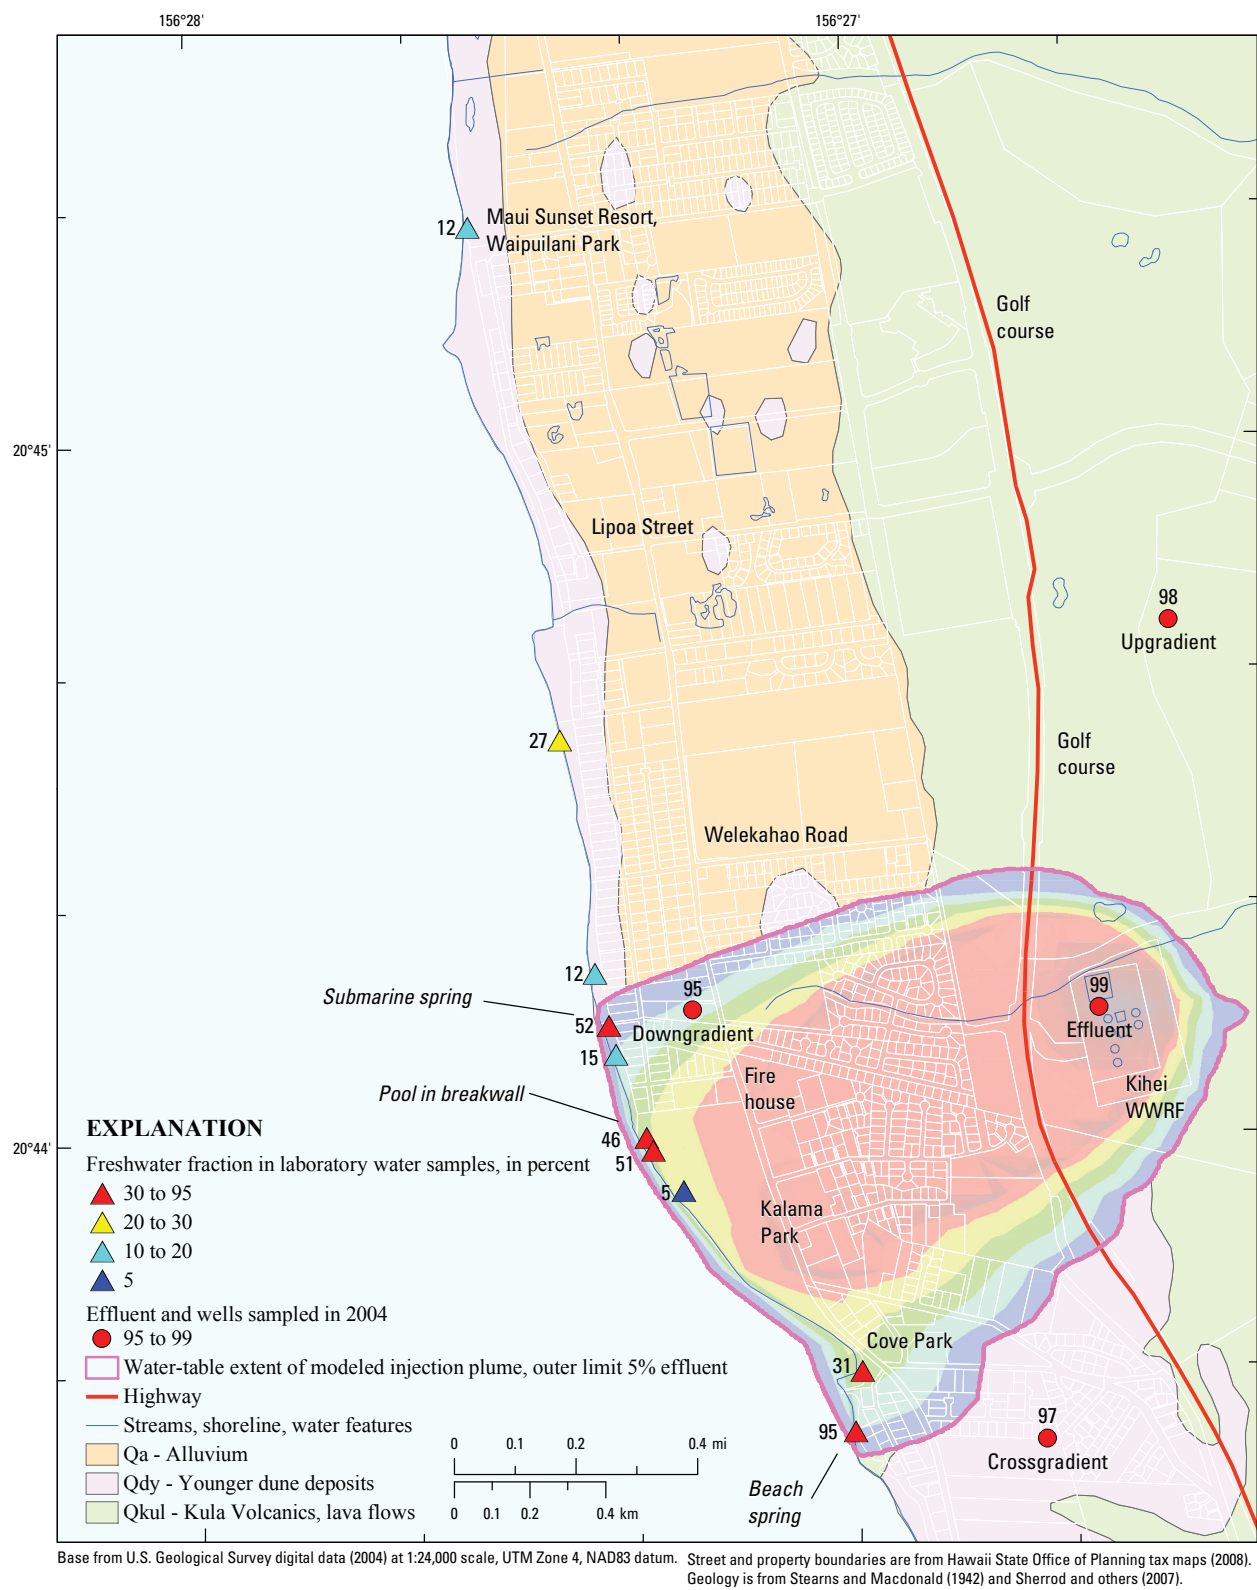 156°28'
156°27'
12
Maui Sunset Resort,
Waipuilani Park
Golf
course
20°45'
Lipoa Street
98
Upgradient
27
Golf
course
Welekahao Road
12
Submarine spring
95
99
52
Downgradient
Effluent
15
Fire
house
Kihei
WWRF
Pool in breakwall
46
20°44'
51
5
Kalama
Park
Cove Park
31
95
97
Crossgradient
Beach
spring
EXPLANATION
Freshwater fraction in laboratory water samples, in percent
30 to 95
20 to 30
10 to 20
5
Effluent and wells sampled in 2004
95 to 99
Water-table extent of modeled injection plume, outer limit 5% effluent
Highway
Streams, shoreline, water features
Qa - Alluvium
Qdy - Younger dune deposits
Qkul - Kula Volcanics, lava flows
0 0.1 0.2 0.4 mi
0 0.1 0.2 0.4 km
Base from U.S. Geological Survey digital data (2004) at 1:24,000 scale, UTM Zone 4, NAD83 datum.
Street and property boundaries are from Hawaii State Office of Planning tax maps (2008).
Geology is from Stearns and Macdonald (1942) and Sherrod and others (2007).